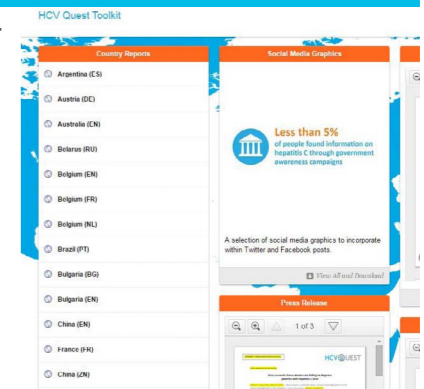 HCV Quest Toolkit
Country Reports
Argentina (ES)
Austria (DE)
Australia (EN)
Belarus (RU)
Belgium (EN)
Belgium (FR)
Belgium (NL)
Brazil (PT)
Bulgaria (BG)
Bulgaria (EN)
China (EN)
France (FR)
China (ZN)
Social Media Graphics
Less than 5%
of people found information on
hepatitis C through government
awareness campaigns
A selection of social media graphics to incorporate
within Twitter and Facebook posts.
View All and Download
Press Release
1 of 3
HCV QUEST